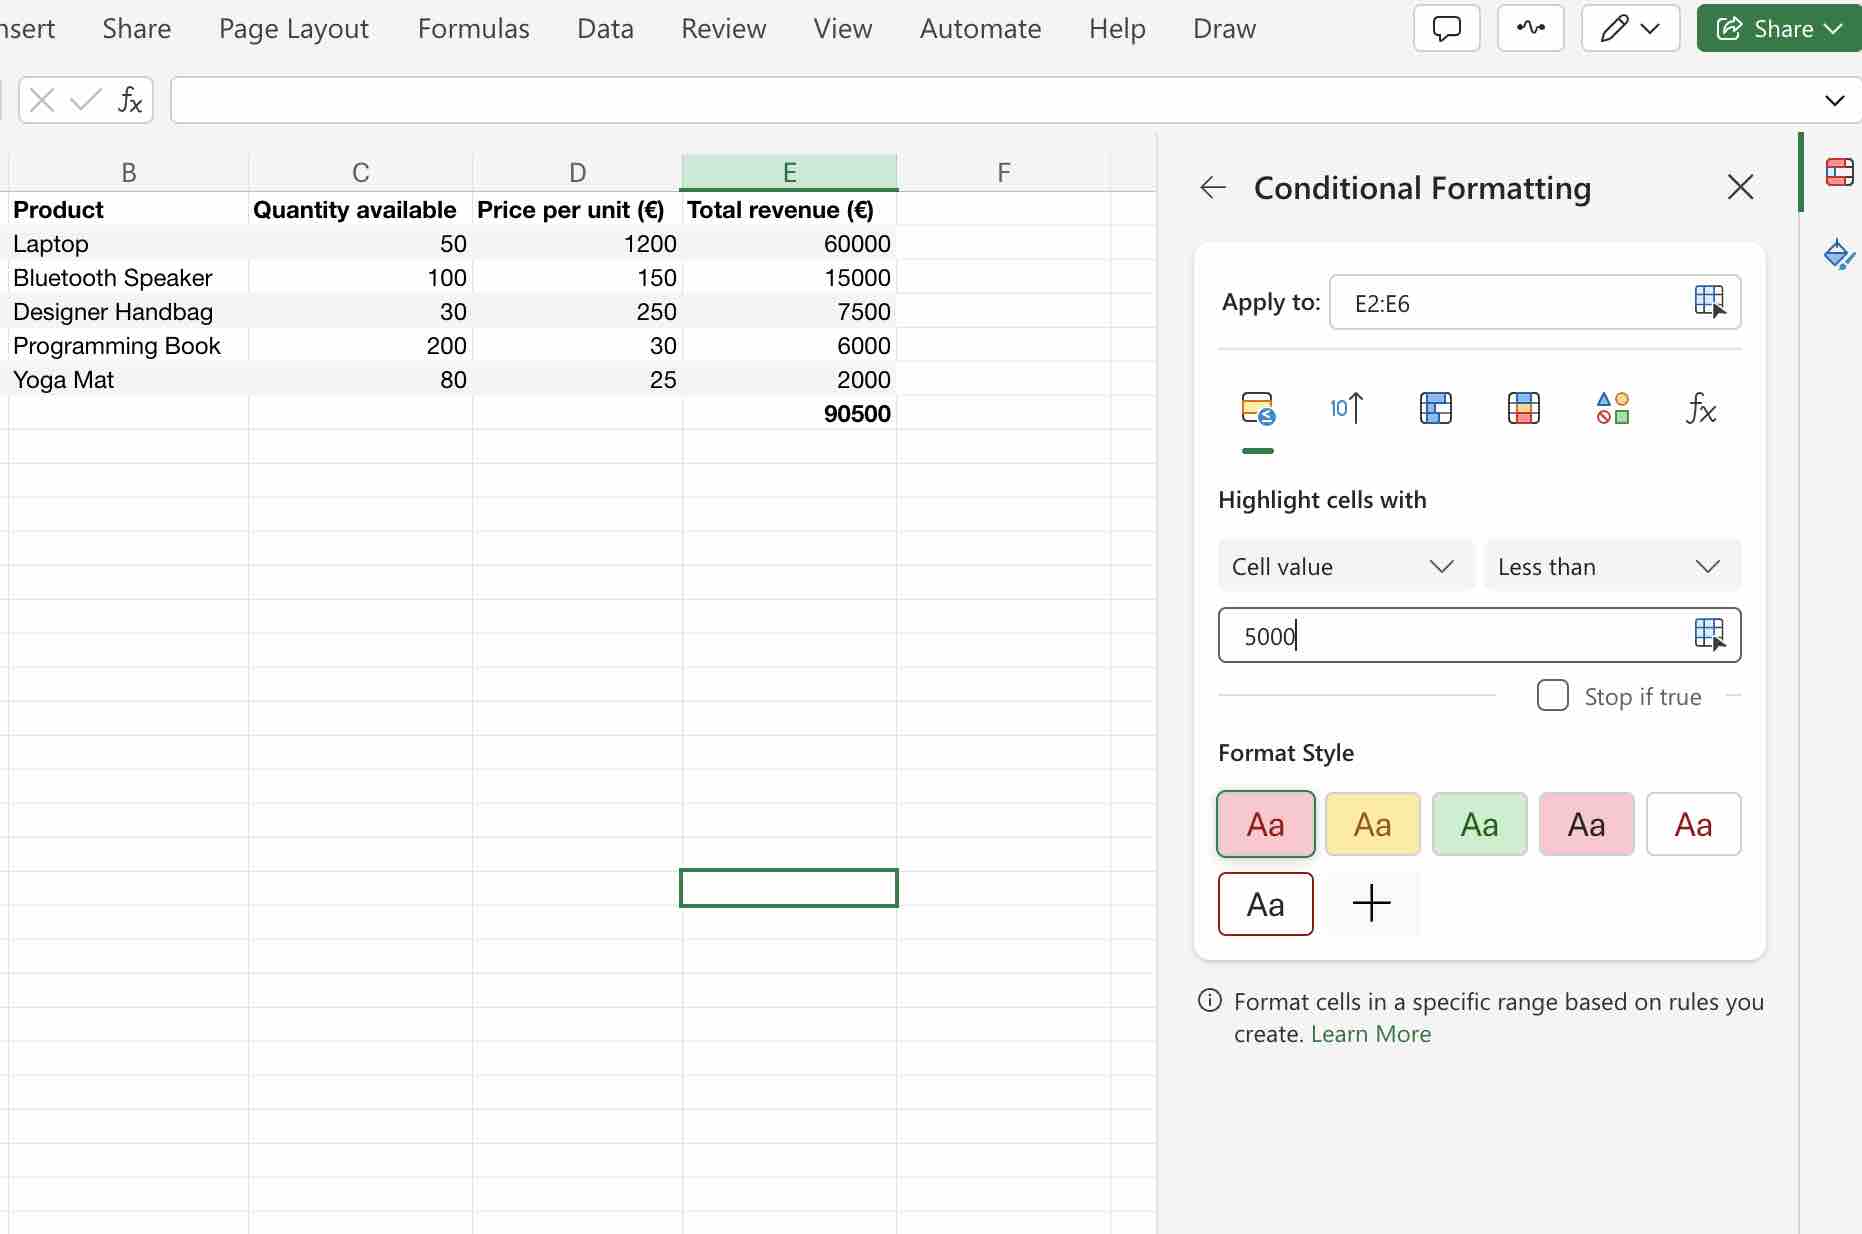 nsert Share Page Layout Formulas Data Review View Automate Help Draw Share
fx
B C D E F
Product Quantity available Price per unit (€) Total revenue (€)
Laptop 50 1200 60000
Bluetooth Speaker 100 150 15000
Designer Handbag 30 250 7500
Programming Book 200 30 6000
Yoga Mat 80 25 2000
90500
Conditional Formatting
Apply to: E2:E6
10 fx
Highlight cells with
Cell value Less than
5000
Stop if true
Format Style
Aa Aa Aa Aa Aa
Aa
Format cells in a specific range based on rules you
create. Learn More